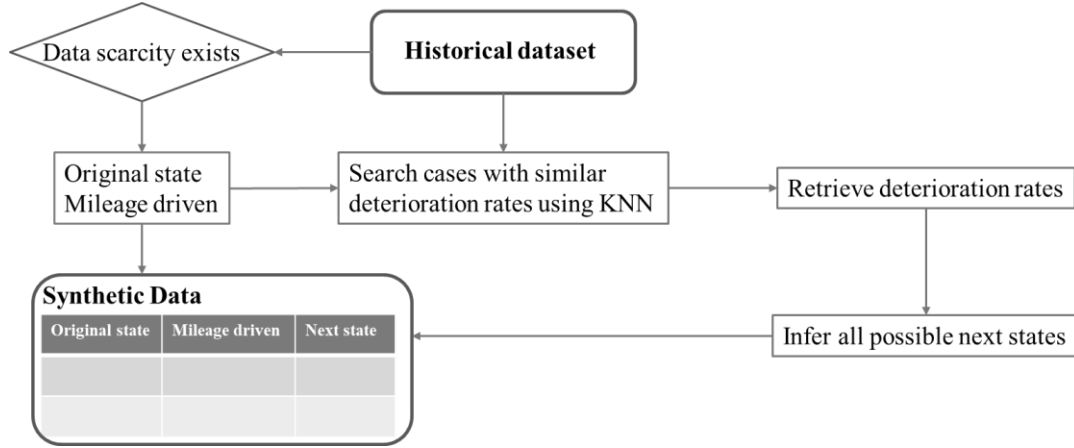 Data scarcity exists
Historical dataset
Original state
Mileage driven
Search cases with similar
deterioration rates using KNN
Retrieve deterioration rates
Synthetic Data
Original state
Mileage driven
Next state
Infer all possible next states